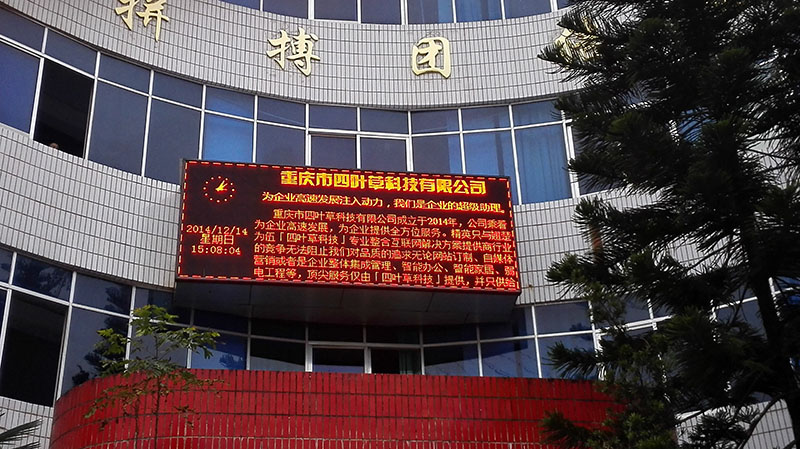 拼搏团
重庆市四叶草科技有限公司
为企业高速发展注入动力，我们是企业的超级助理。
2014/12/14
星期日
15:08:04
重庆市四叶草科技有限公司成立于2014年，公司秉着
为企业高速发展，为企业提供全方位服务。精英只与翘楚
为伍「四叶草科技」专业整合互联网解决方案提供商行业
的竞争无法阻止我们对品质的追求无论网站制作、自媒体
营销或者是企业整体集成管理、智能办公、智能家居、弱
电工程等，顶尖服务仅由「四叶草科技」提供，并只供给